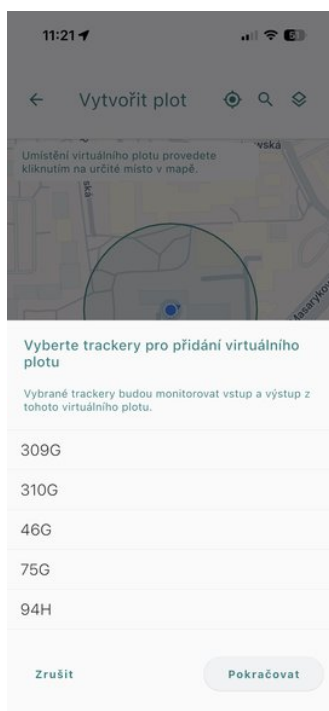 11:21
51
Vytvořit plot
Umístění virtuálního plotu provedete
kliknutím na určité místo v mapě.
Vyberte trackery pro přidání virtuálního
plotu
Vybrané trackery budou monitorovat vstup a výstup z
tohoto virtuálního plotu.
309G
310G
46G
75G
94H
Zrušit
Pokračovat